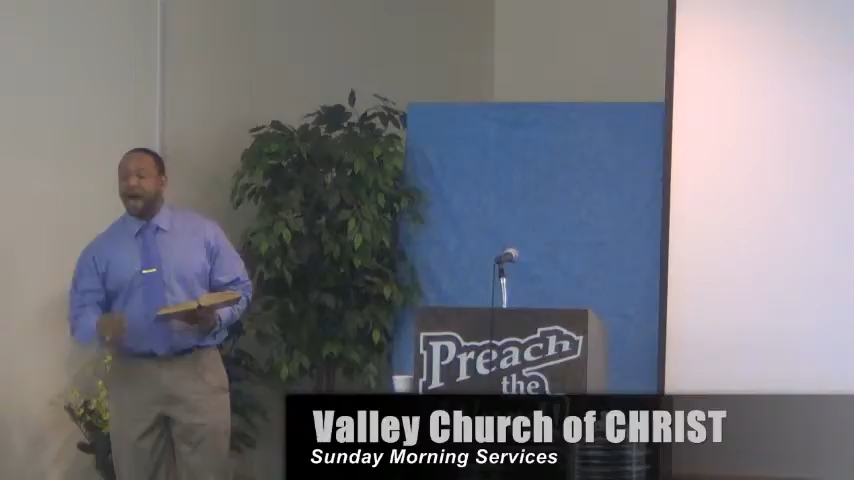 Preach
the
Valley Church of CHRIST
Sunday Morning Services